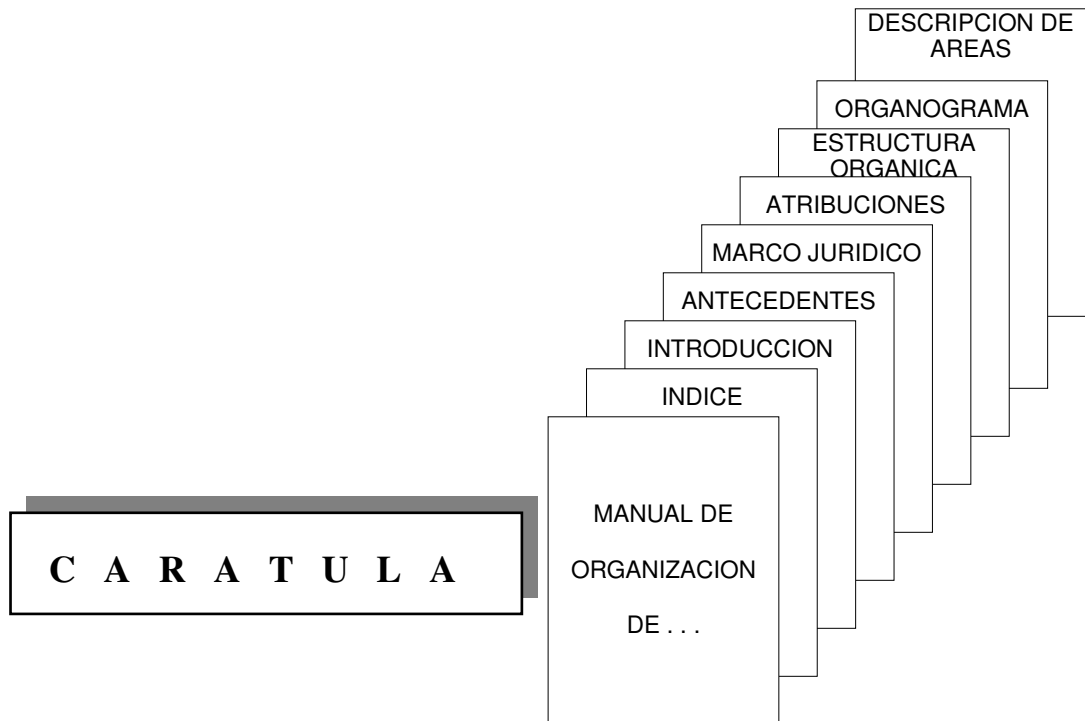 DESCRIPCION DE
AREAS
ORGANOGRAMA
ESTRUCTURA
ORGANICA
ATRIBUCIONES
MARCO JURIDICO
ANTECEDENTES
INTRODUCCION
INDICE
MANUAL DE
ORGANIZACION
DE . . .
C A R A T U L A